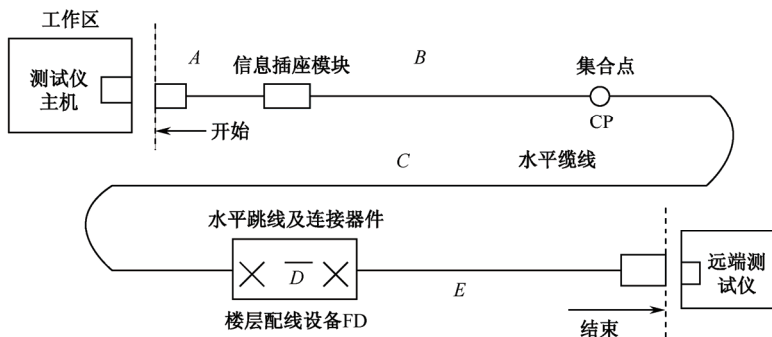 工作区
A
信息插座模块
B
集合点
测试仪
主机
CP
开始
C
水平缆线
水平跳线及连接器件
D
E
远端测
试仪
楼层配线设备FD
结束